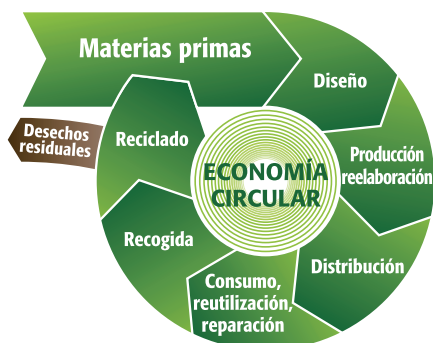 Materias primas
Diseño
Producción
reelaboración
Distribución
Consumo,
reutilización,
reparación
Recogida
Reciclado
Desechos
residuales
ECONOMÍA
CIRCULAR